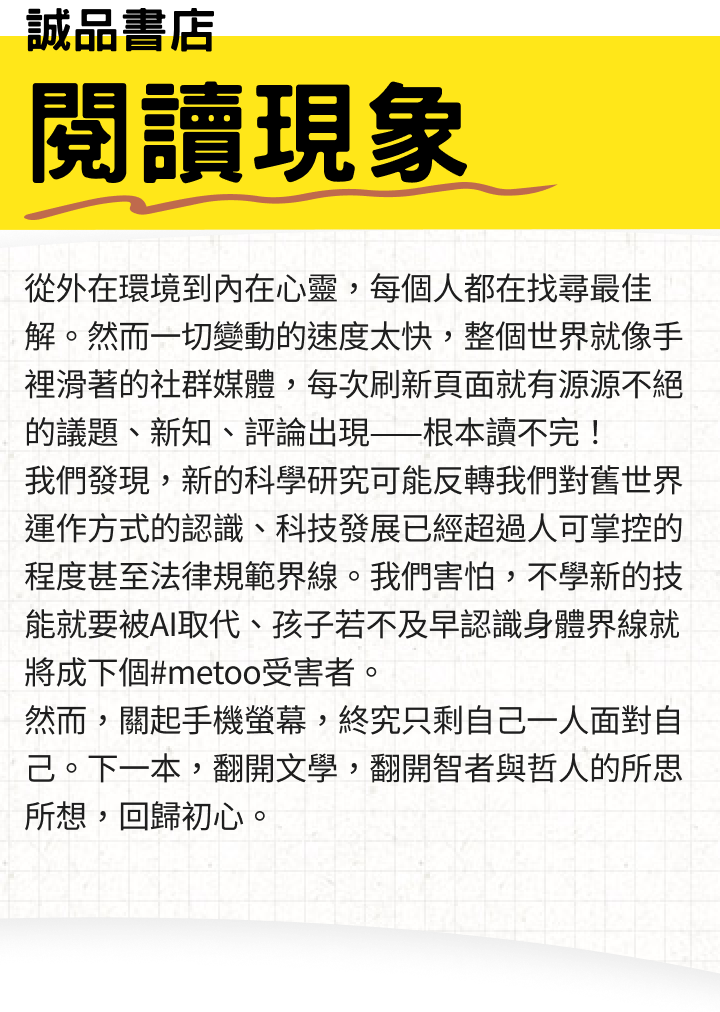 誠品書店
閱讀現象
從外在環境到內在心靈，每個人都在找尋最佳
解。然而一切變動的速度太快，整個世界就像手
裡滑著的社群媒體，每次刷新頁面就有源源不絕
的議題、新知、評論出現——根本讀不完！
我們發現，新的科學研究可能反轉我們對舊世界
運作方式的認識、科技發展已經超過人可掌控的
程度甚至法律規範界線。我們害怕，不學新的技
能就要被AI取代、孩子若不及早認識身體界線就
將成下個#metoo受害者。
然而，關起手機螢幕，終究只剩自己一人面對自
己。下一本，翻開文學，翻開智者與哲人的所思
所想，回歸初心。